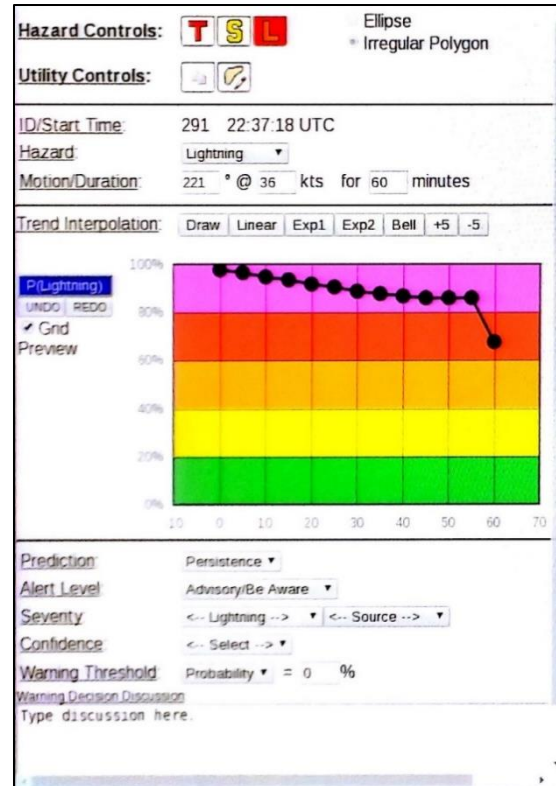 Hazard Controls: T S L Ellipse
Irregular Polygon
Utility Controls:
ID/Start Time: 291 22:37:18 UTC
Hazard: Lightning
Motion/Duration: 221 ° @ 36 kts for 60 minutes
Trend Interpolation: Draw Linear Exp1 Exp2 Bell +5 -5
P(Lightning)
UNDO REDO
Grid
Preview
100%
80%
60%
40%
20%
0%
10 0 10 20 30 40 50 60 70
Prediction: Persistence
Alert Level: Advisory/Be Aware
Severity: <-- Lightning --> <-- Source -->
Confidence: <-- Select -->
Warning Threshold: Probability = 0 %
Warning Decision Discussion
Type discussion here.